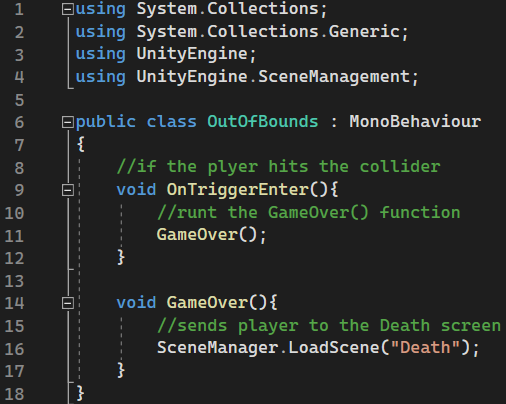 1 using System.Collections;
2 using System.Collections.Generic;
3 using UnityEngine;
4 using UnityEngine.SceneManagement;
5
6 public class OutOfBounds : MonoBehaviour
7 {
8     //if the plyer hits the collider
9     void OnTriggerEnter(){
10         //runt the GameOver() function
11         GameOver();
12     }
13
14     void GameOver(){
15         //sends player to the Death screen
16         SceneManager.LoadScene("Death");
17     }
18 }